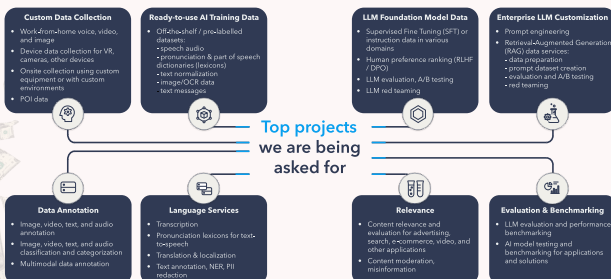 Custom Data Collection
• Work-from-home voice, video,
and image
• Device data collection for VR,
cameras, other devices
• Onsite collection using custom
equipment or with custom
environments
• POI data
Ready-to-use AI Training Data
• Off-the-shelf / pre-labelled
datasets:
- speech audio
- pronunciation & part of speech
dictionaries (lexicons)
- text normalization
- image/OCR data
- text messages
LLM Foundation Model Data
• Supervised Fine Tuning (SFT) or
instruction data in various
domains
• Human preference ranking (RLHF
/ DPO)
• LLM evaluation, A/B testing
• LLM red teaming
Enterprise LLM Customization
• Prompt engineering
• Retrieval-Augmented Generation
(RAG) data services:
- data preparation
- prompt dataset creation
- evaluation and A/B testing
- red teaming
Top projects
we are being
asked for
Data Annotation
• Image, video, text, and audio
annotation
• Image, video, text, and audio
classification and categorization
• Multimodal data annotation
Language Services
• Transcription
• Pronunciation lexicons for text-
to-speech
• Translation & localization
• Text annotation, NER, PII
redaction
Relevance
• Content relevance and
evaluation for advertising,
search, e-commerce, video, and
other applications
• Content moderation,
misinformation
Evaluation & Benchmarking
• LLM evaluation and performance
benchmarking
• AI model testing and
benchmarking for applications
and solutions